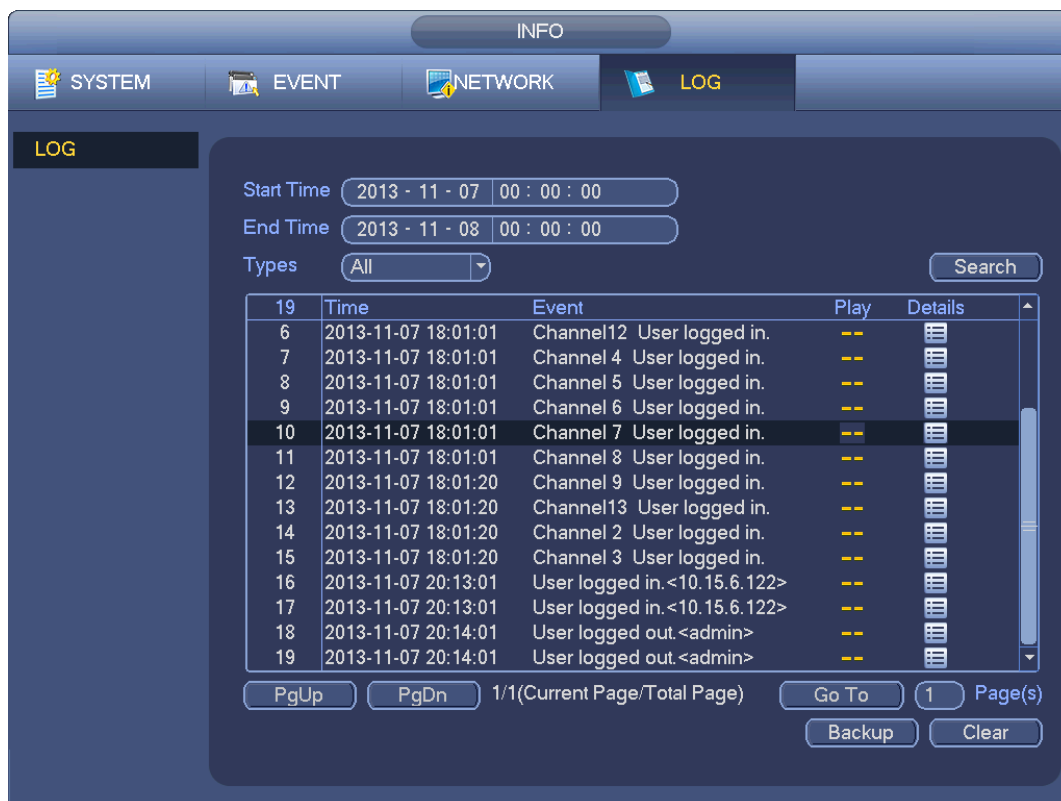 INFO
SYSTEM EVENT NETWORK LOG
LOG
Start Time 2013 - 11 - 07 00 : 00 : 00
End Time 2013 - 11 - 08 00 : 00 : 00
Types All Search
19 Time Event Play Details
6 2013-11-07 18:01:01 Channel12 User logged in. --
7 2013-11-07 18:01:01 Channel 4 User logged in. --
8 2013-11-07 18:01:01 Channel 5 User logged in. --
9 2013-11-07 18:01:01 Channel 6 User logged in. --
10 2013-11-07 18:01:01 Channel 7 User logged in. --
11 2013-11-07 18:01:01 Channel 8 User logged in. --
12 2013-11-07 18:01:20 Channel 9 User logged in. --
13 2013-11-07 18:01:20 Channel13 User logged in. --
14 2013-11-07 18:01:20 Channel 2 User logged in. --
15 2013-11-07 18:01:20 Channel 3 User logged in. --
16 2013-11-07 20:13:01 User logged in.<10.15.6.122> --
17 2013-11-07 20:13:01 User logged in.<10.15.6.122> --
18 2013-11-07 20:14:01 User logged out.<admin> --
19 2013-11-07 20:14:01 User logged out.<admin> --
PgUp PgDn 1/1(Current Page/Total Page) Go To 1 Page(s)
Backup Clear